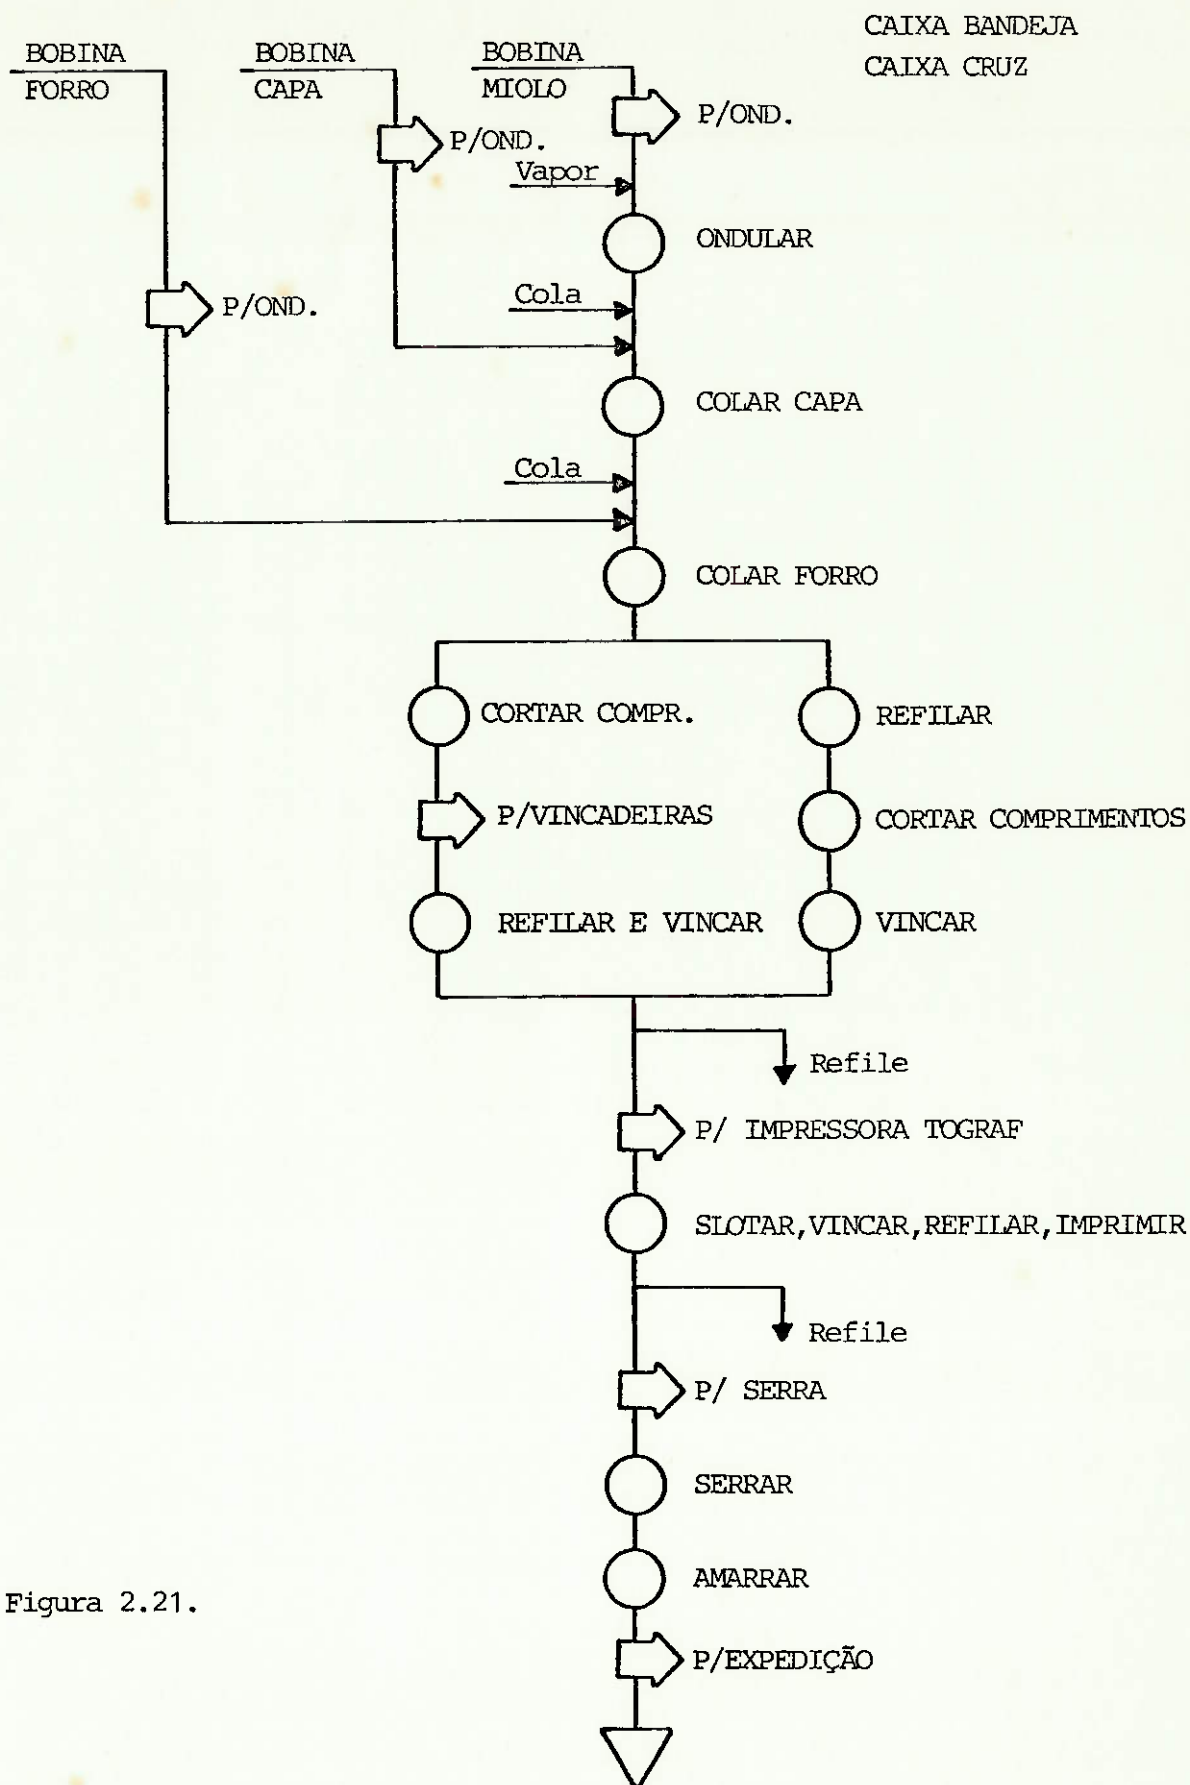 CAIXA BANDEJA
CAIXA CRUZ
BOBINA
FORRO
BOBINA
CAPA
BOBINA
MIOLO
P/OND.
P/OND.
Vapor
ONDULAR
P/OND.
Cola
COLAR CAPA
Cola
COLAR FORRO
CORTAR COMPR.
REFILAR
P/VINCADEIRAS
CORTAR COMPRIMENTOS
REFILAR E VINCAR
VINCAR
Refile
P/ IMPRESSORA TOGRAF
SLOTAR,VINCAR,REFILAR,IMPRIMIR
Refile
P/ SERRA
SERRAR
AMARRAR
Figura 2.21.
P/EXPEDIÇÃO